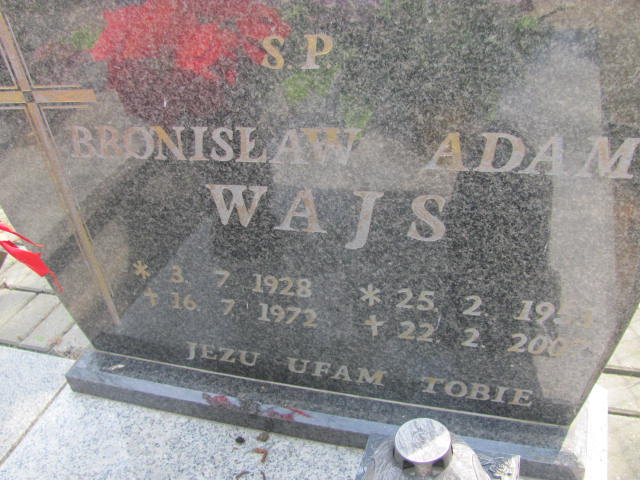 SP
BRONISŁAW ADAM
WAJS
* 3. 7 1928 * 25. 2.
+ 16. 7. 1972 + 22. 2.
JEZU UFAM TOBIE